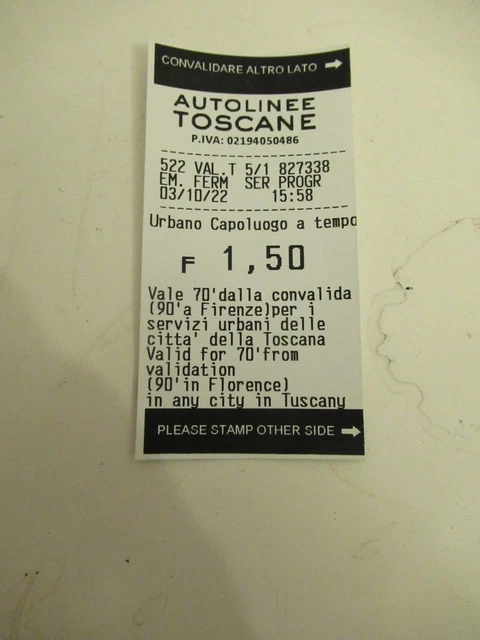 CONVALIDARE ALTRO LATO
AUTOLINEE
TOSCANE
P.IVA: 02194050486
522 VAL.T 5/1 827338
EM. FERM SER PROGR
03/10/22 15:58
Urbano Capoluogo a tempo
F 1,50
Vale 70'dalla convalida
(90'a Firenze)per i
servizi urbani delle
citta' della Toscana
Valid for 70'from
validation
(90'in Florence)
in any city in Tuscany
PLEASE STAMP OTHER SIDE